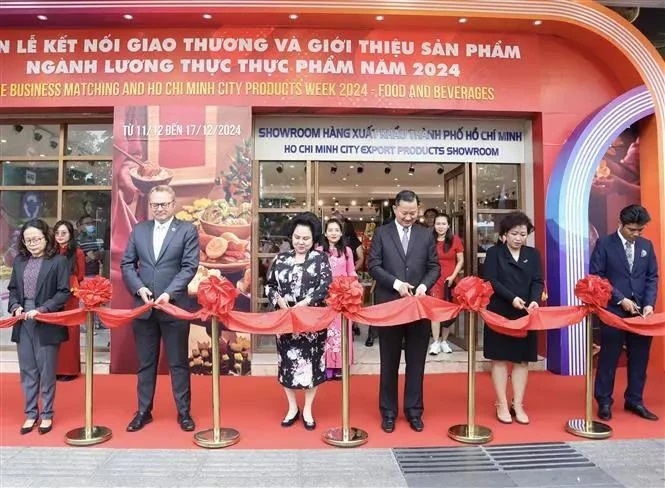 N LỄ KẾT NỐI GIAO THƯƠNG VÀ GIỚI THIỆU SẢN PHẨM
NGÀNH LƯƠNG THỰC THỰC PHẨM NĂM 2024
E BUSINESS MATCHING AND HO CHI MINH CITY PRODUCTS WEEK 2024 - FOOD AND BEVERAGES
TỪ 11/12 ĐẾN 17/12/2024
SHOWROOM HÀNG XUẤT KHẨU THÀNH PHỐ HỒ CHÍ MINH
HO CHI MINH CITY EXPORT PRODUCTS SHOWROOM